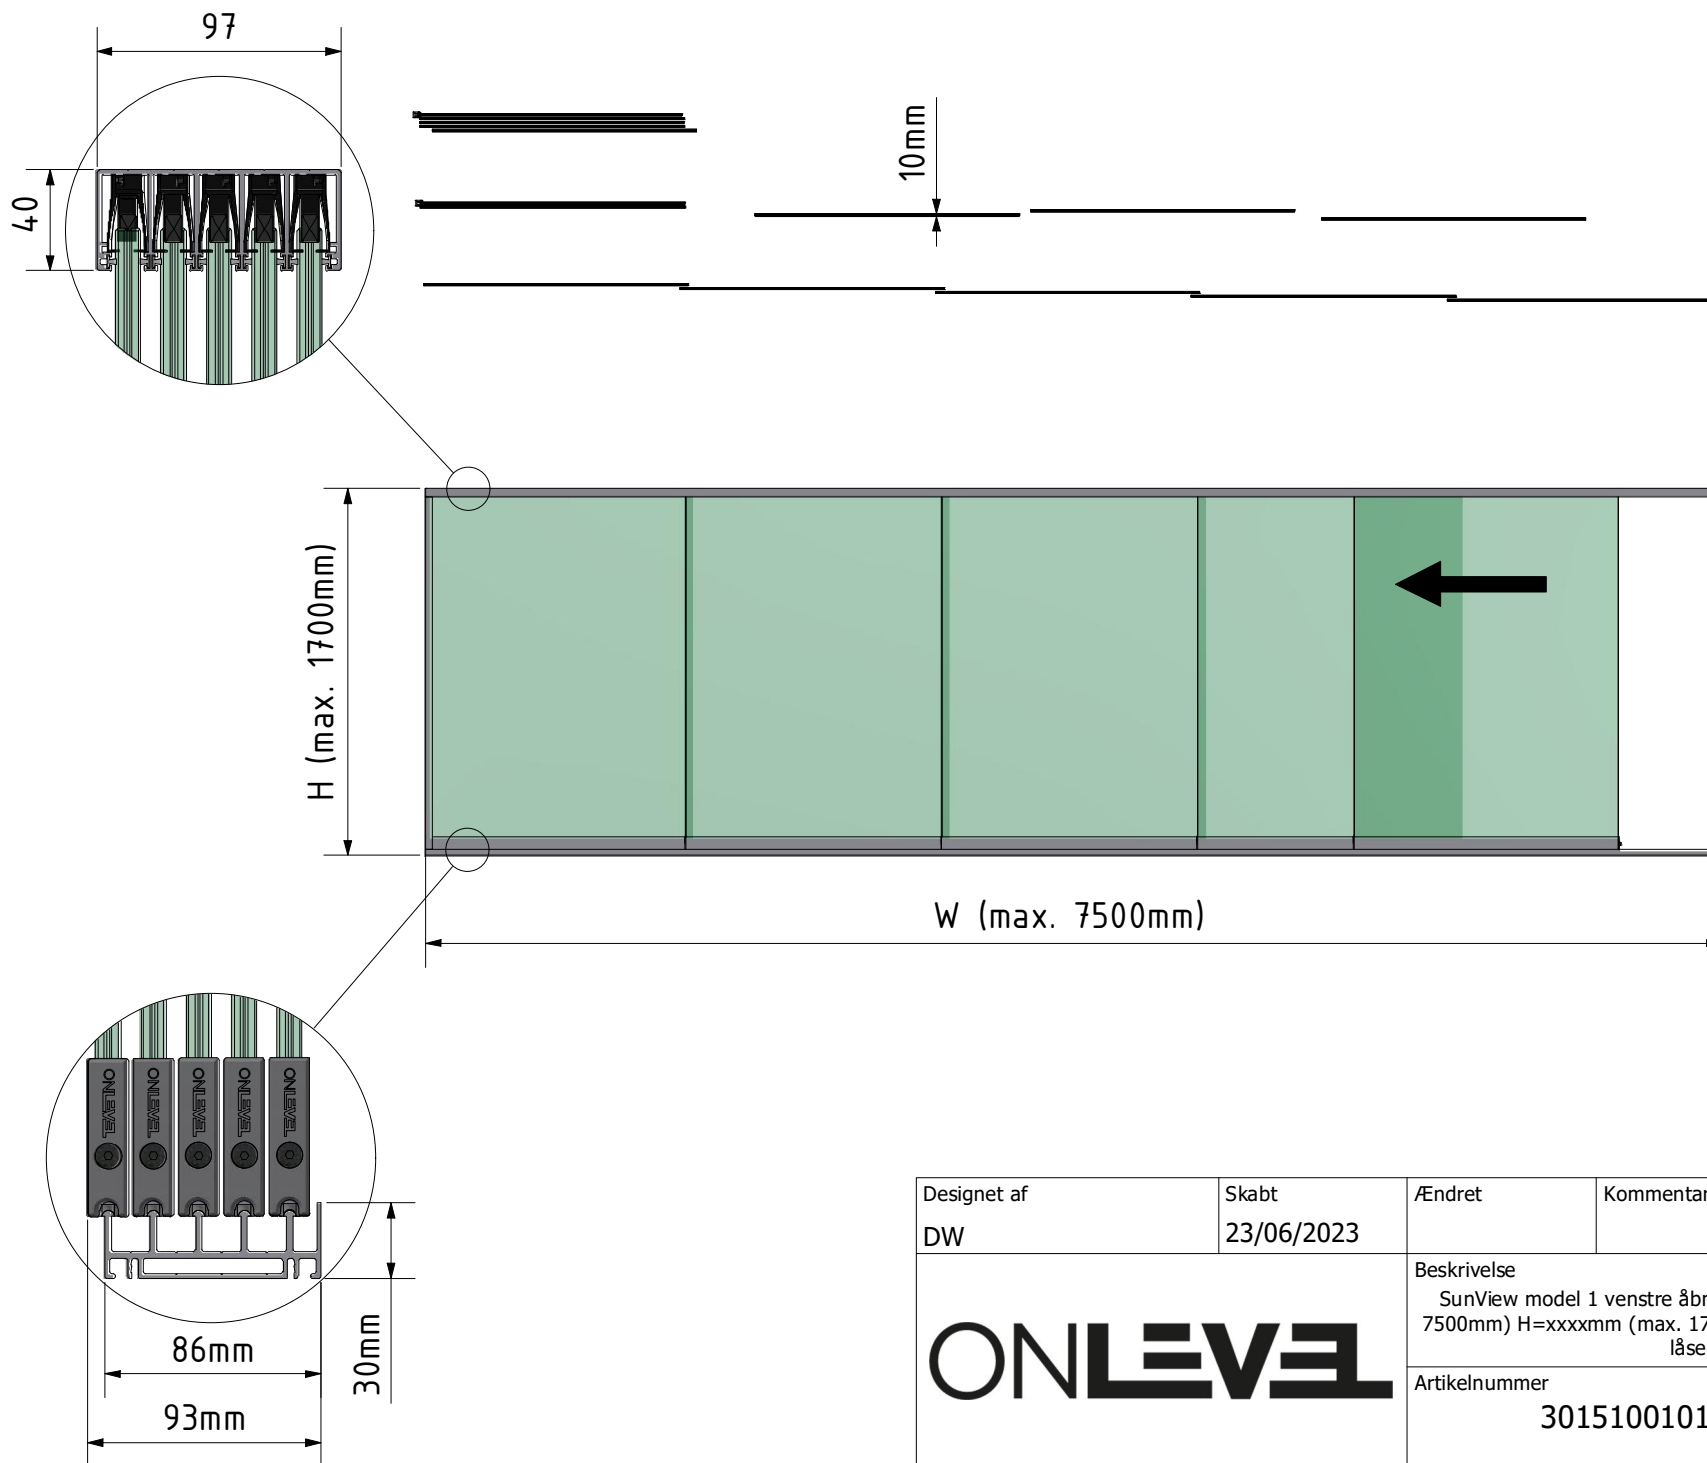 97
40
10mm
H (max. 1700mm)
W (max. 7500mm)
ONLEVEL
ONLEVEL
ONLEVEL
ONLEVEL
ONLEVEL
30mm
86mm
93mm
Designet af
DW
Skabt
23/06/2023
Ændret
Kommentar
Beskrivelse
SunView model 1 venstre åbn
7500mm) H=xxxxmm (max. 17
låse
Artikelnummer
3015100101
ONLEVEL